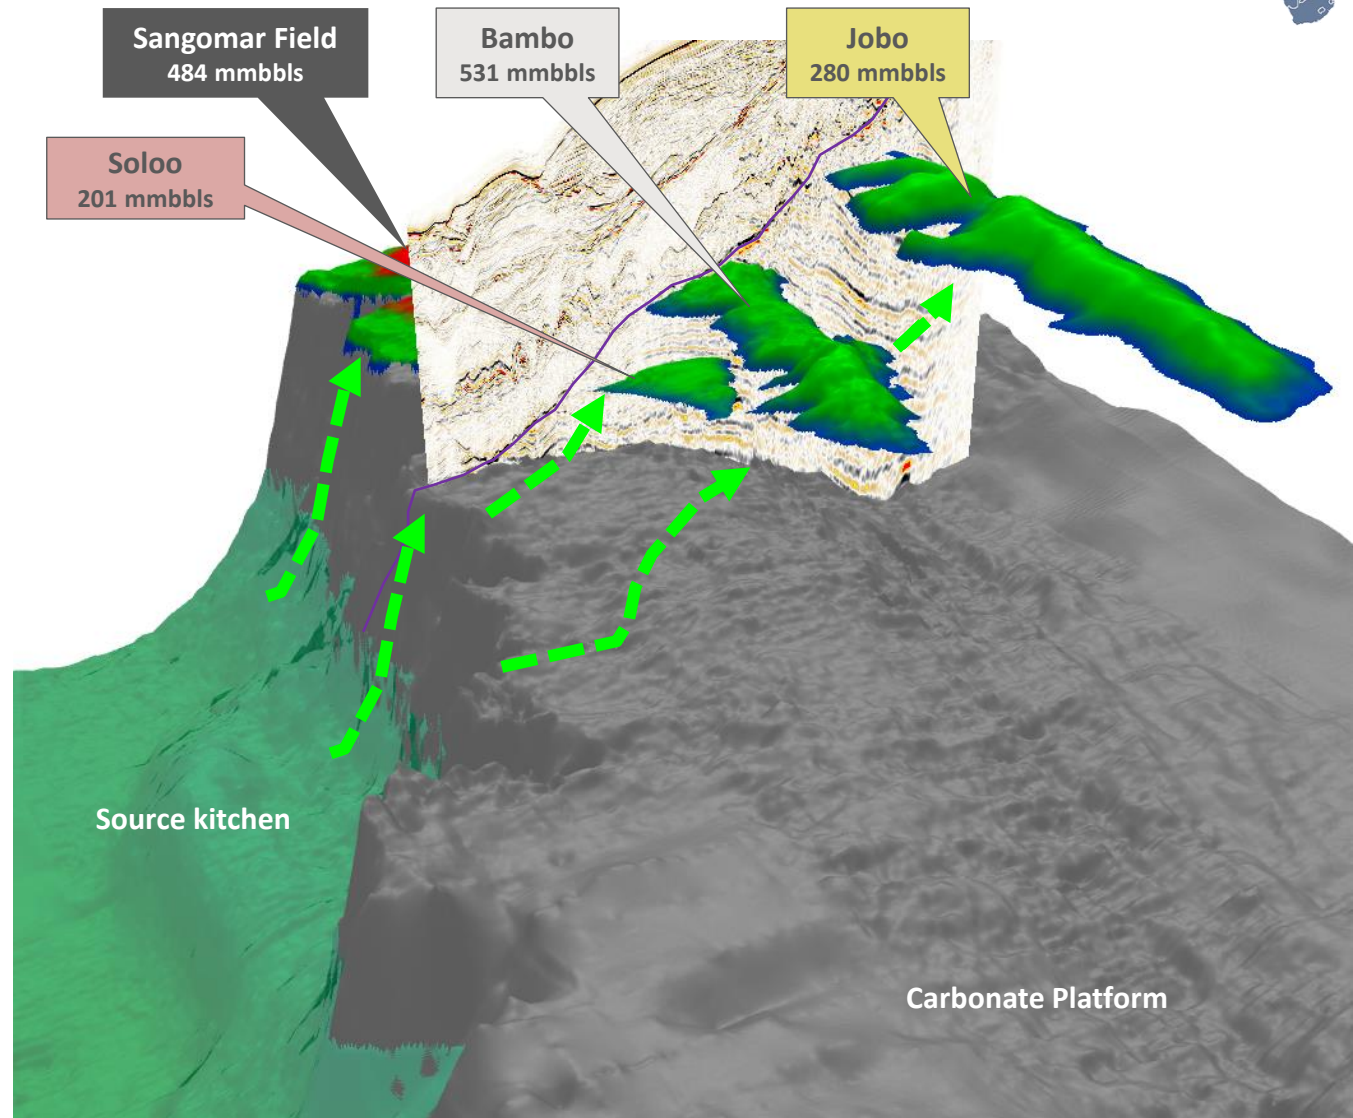 Sangomar Field
484 mmbbls
Bambo
531 mmbbls
Jobo
280 mmbbls
Soloo
201 mmbbls
Source kitchen
Carbonate Platform